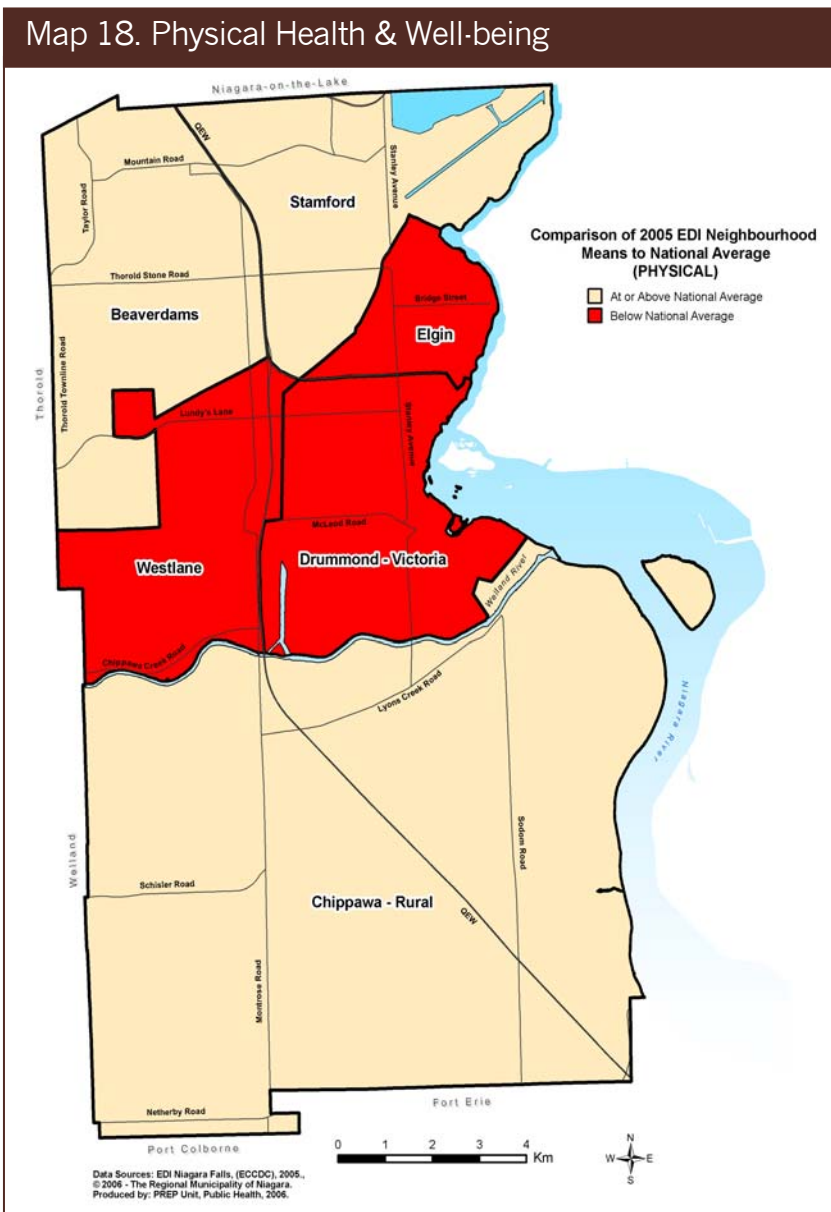 Map 18. Physical Health & Well-being
Niagara-on-the-Lake
QEW
Mountain Road
Taylor Road
Stanley Avenue
Stamford
Comparison of 2005 EDI Neighbourhood
Means to National Average
(PHYSICAL)
At or Above National Average
Below National Average
Thorold Stone Road
Bridge Street
Beaverdams
Elgin
Thorold
Thorold Townline Road
Lundy's Lane
Stanley Avenue
McLeod Road
Westlane
Drummond - Victoria
Welland River
Chippawa Creek Road
Lyons Creek Road
Niagara River
Welland
Sodom Road
Schisler Road
Chippawa - Rural
QEW
Montrose Road
Netherby Road
Fort Erie
Port Colborne
0 1 2 3 4
Km
N
W E
S
Data Sources: EDI Niagara Falls, (ECCDC), 2005.,
© 2006 - The Regional Municipality of Niagara.
Produced by: PREP Unit, Public Health, 2006.